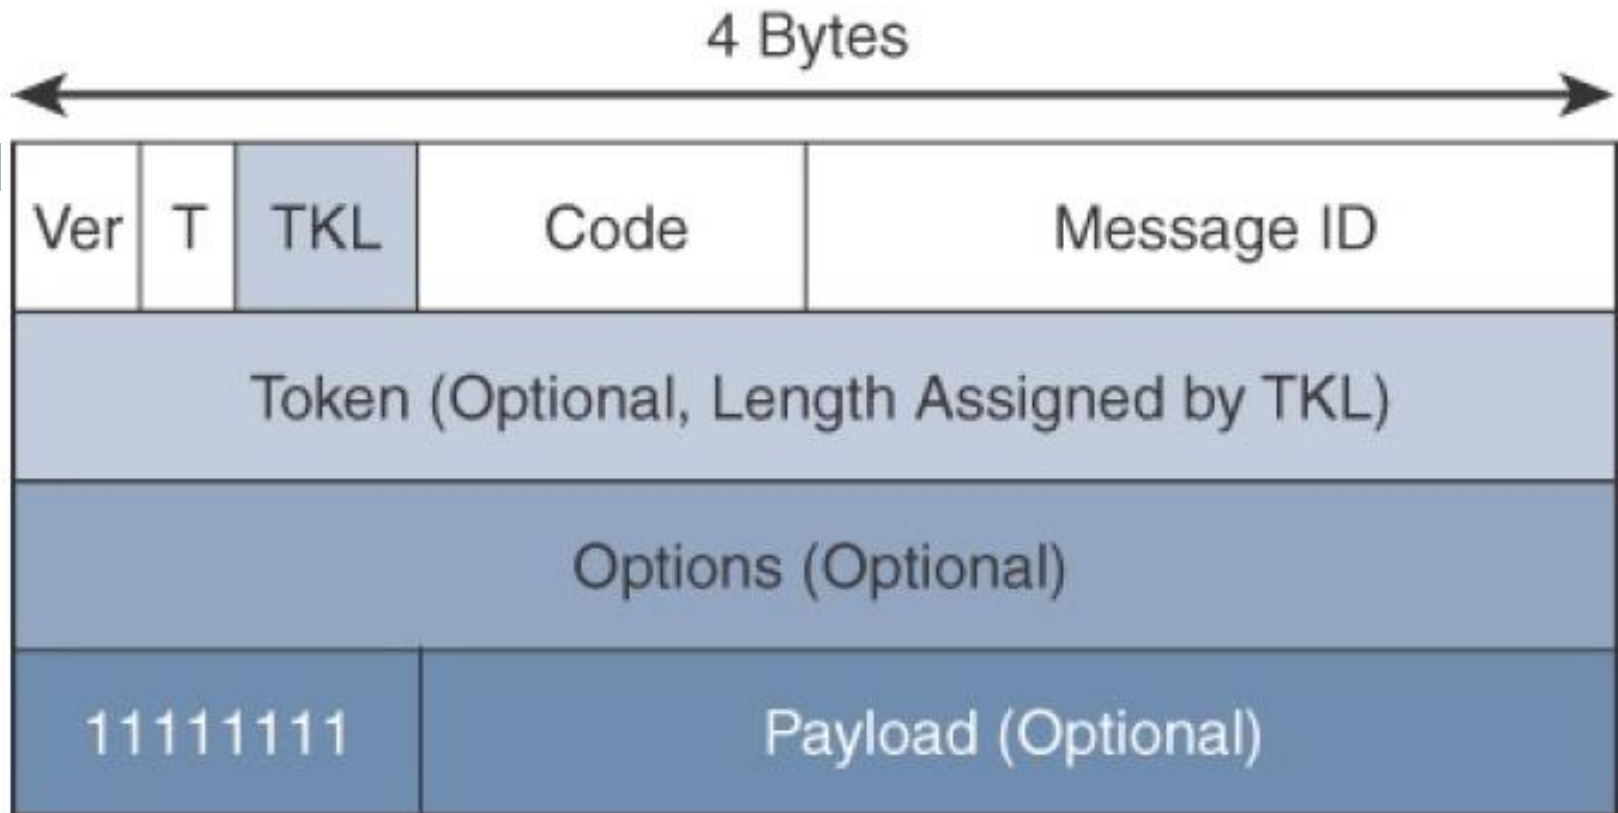 4 Bytes
Ver T TKL Code Message ID
Token (Optional, Length Assigned by TKL)
Options (Optional)
11111111 Payload (Optional)